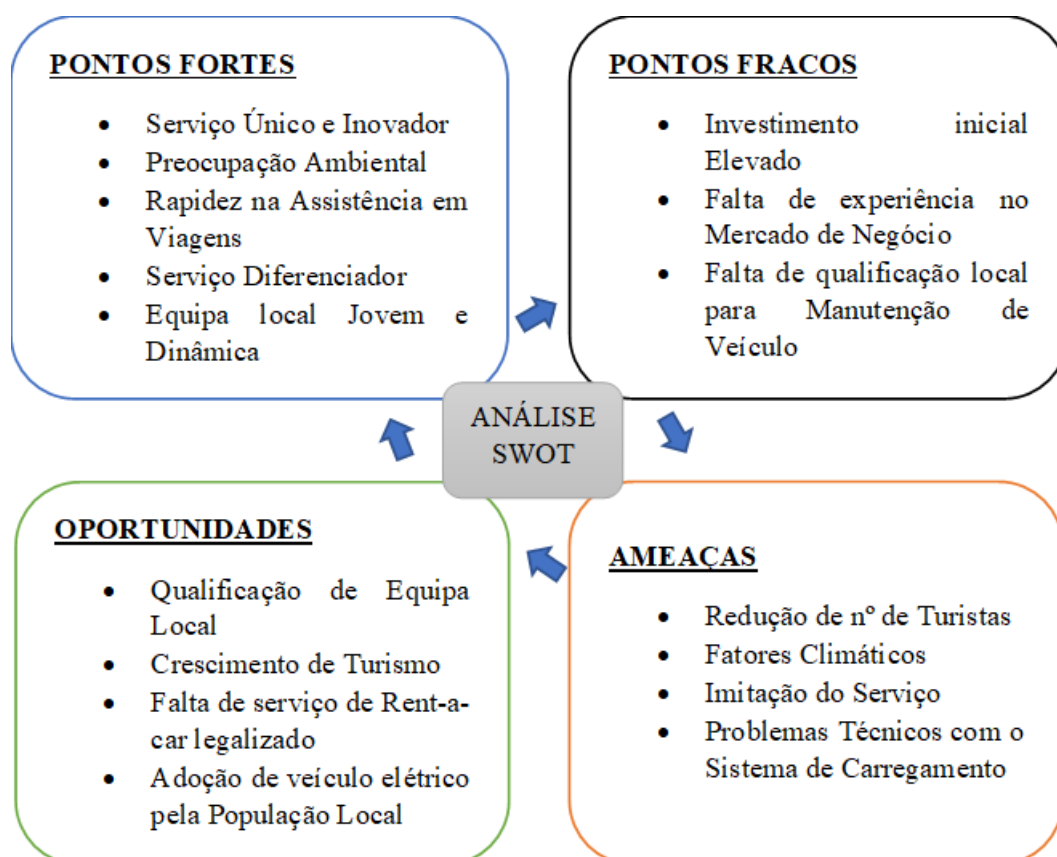 PONTOS FORTES
• Serviço Único e Inovador
• Preocupação Ambiental
• Rapidez na Assistência em
Viagens
• Serviço Diferenciador
• Equipa local Jovem e
Dinâmica
PONTOS FRACOS
• Investimento inicial
Elevado
• Falta de experiência no
Mercado de Negócio
• Falta de qualificação local
para Manutenção de
Veículo
ANÁLISE
SWOT
OPORTUNIDADES
• Qualificação de Equipa
Local
• Crescimento de Turismo
• Falta de serviço de Rent-a-
car legalizado
• Adoção de veículo elétrico
pela População Local
AMEAÇAS
• Redução de nº de Turistas
• Fatores Climáticos
• Imitação do Serviço
• Problemas Técnicos com o
Sistema de Carregamento